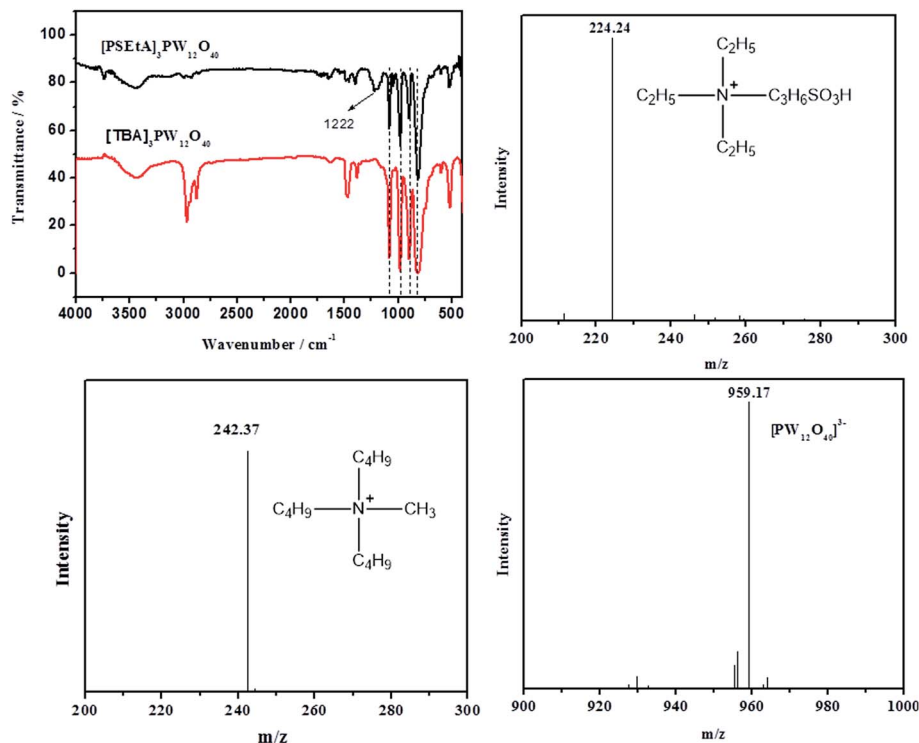 100
80
60
40
20
0
Transmittance / %
[PSEtA]₃PW₁₂O₄₀
1222
[TBA]₃PW₁₂O₄₀
4000 3500 3000 2500 2000 1500 1000 500
Wavenumber / cm⁻¹
224.24
C₂H₅
C₂H₅—N⁺—C₃H₆SO₃H
C₂H₅
Intensity
200 220 240 260 280 300
m/z
242.37
C₄H₉
C₄H₉—N⁺—CH₃
C₄H₉
Intensity
200 220 240 260 280 300
m/z
959.17
[PW₁₂O₄₀]³⁻
Intensity
900 920 940 960 980 1000
m/z